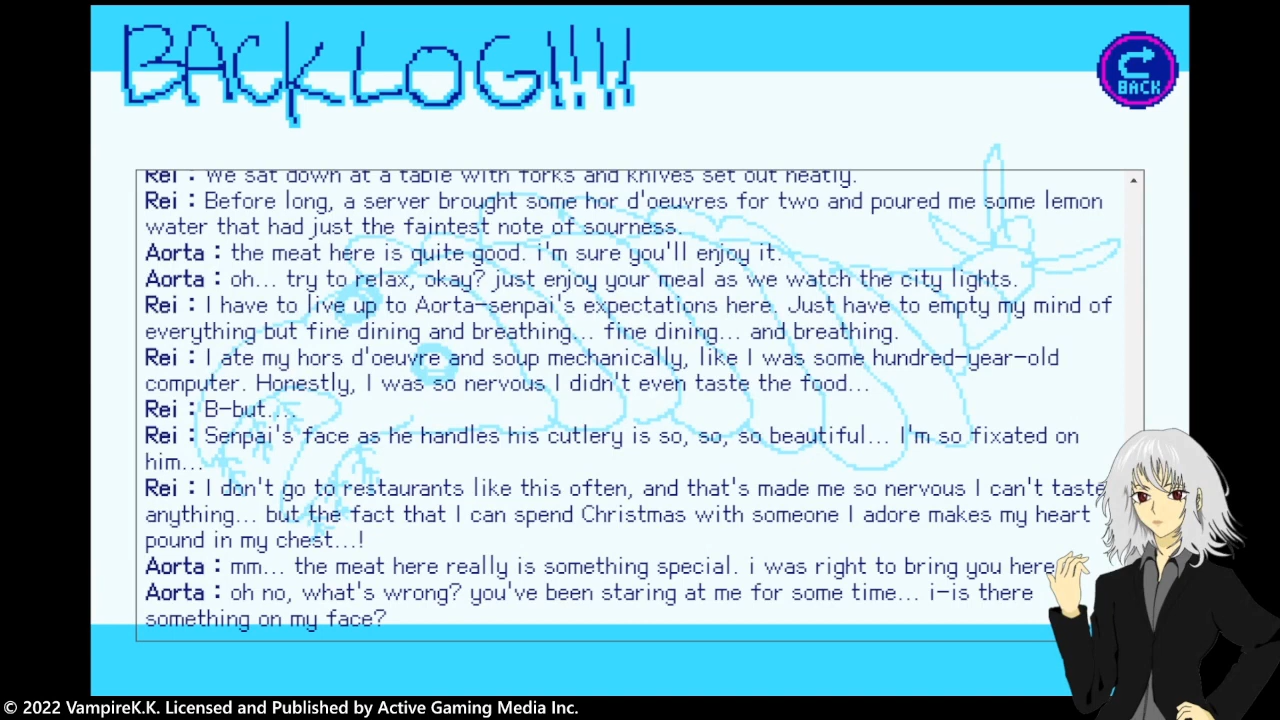 BACKLOG!!!!
BACK
Rei : We sat down at a table with forks and knives set out neatly.
Rei : Before long, a server brought some hor d'oeuvres for two and poured me some lemon
water that had just the faintest note of sourness.
Aorta : the meat here is quite good. i'm sure you'll enjoy it.
Aorta : oh... try to relax, okay? just enjoy your meal as we watch the city lights.
Rei : I have to live up to Aorta-senpai's expectations here. Just have to empty my mind of
everything but fine dining and breathing... fine dining... and breathing.
Rei : I ate my hors d'oeuvre and soup mechanically, like I was some hundred-year-old
computer. Honestly, I was so nervous I didn't even taste the food...
Rei : B-but....
Rei : Senpai's face as he handles his cutlery is so, so, so beautiful... I'm so fixated on
him...
Rei : I don't go to restaurants like this often, and that's made me so nervous I can't taste
anything... but the fact that I can spend Christmas with someone I adore makes my heart
pound in my chest...!
Aorta : mm... the meat here really is something special. i was right to bring you here
Aorta : oh no, what's wrong? you've been staring at me for some time... i-is there
something on my face?
© 2022 VampireK.K. Licensed and Published by Active Gaming Media Inc.